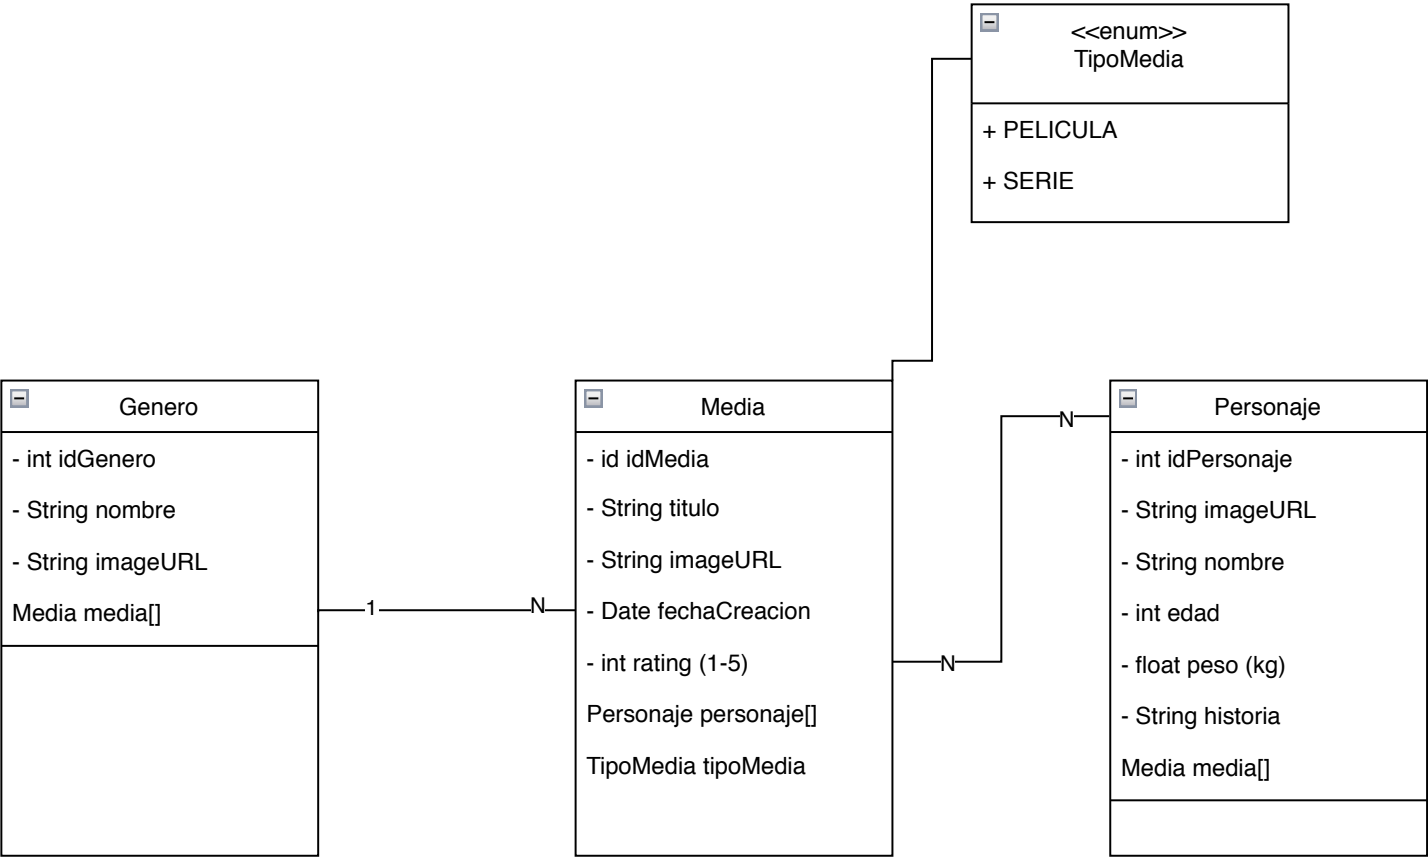 <<enum>>
TipoMedia
+ PELICULA
+ SERIE
Genero
- int idGenero
- String nombre
- String imageURL
Media media[]
1
N
Media
- id idMedia
- String titulo
- String imageURL
- Date fechaCreacion
- int rating (1-5)
Personaje personaje[]
TipoMedia tipoMedia
N
N
Personaje
- int idPersonaje
- String imageURL
- String nombre
- int edad
- float peso (kg)
- String historia
Media media[]